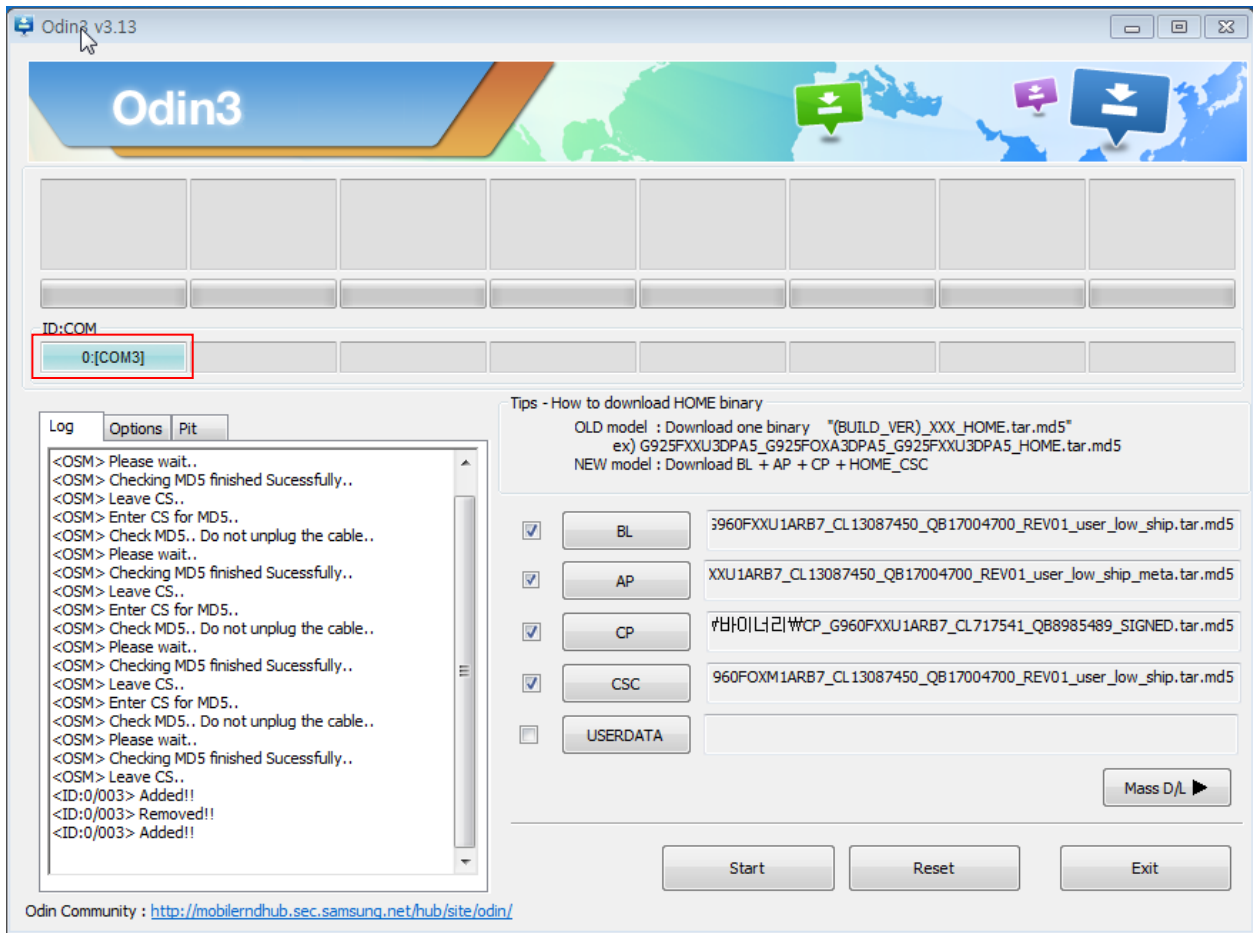 Odin3 v3.13
Odin3
ID:COM
0:[COM3]
Log
Options
Pit
<OSM> Please wait..
<OSM> Checking MD5 finished Sucessfully..
<OSM> Leave CS..
<OSM> Enter CS for MD5..
<OSM> Check MD5.. Do not unplug the cable..
<OSM> Please wait..
<OSM> Checking MD5 finished Sucessfully..
<OSM> Leave CS..
<OSM> Enter CS for MD5..
<OSM> Check MD5.. Do not unplug the cable..
<OSM> Please wait..
<OSM> Checking MD5 finished Sucessfully..
<OSM> Leave CS..
<OSM> Enter CS for MD5..
<OSM> Check MD5.. Do not unplug the cable..
<OSM> Please wait..
<OSM> Checking MD5 finished Sucessfully..
<OSM> Leave CS..
<ID:0/003> Added!!
<ID:0/003> Removed!!
<ID:0/003> Added!!
Tips - How to download HOME binary
OLD model : Download one binary "(BUILD_VER)_XXX_HOME.tar.md5"
ex) G925FXXU3DPA5_G925FOXA3DPA5_G925FXXU3DPA5_HOME.tar.md5
NEW model : Download BL + AP + CP + HOME_CSC
BL G960FXXU1ARB7_CL13087450_QB17004700_REV01_user_low_ship.tar.md5
AP XXU1ARB7_CL13087450_QB17004700_REV01_user_low_ship_meta.tar.md5
CP ₩바이너리₩CP_G960FXXU1ARB7_CL717541_QB8985489_SIGNED.tar.md5
CSC 960FOXM1ARB7_CL13087450_QB17004700_REV01_user_low_ship.tar.md5
USERDATA
Mass D/L
Start
Reset
Exit
Odin Community : http://mobilerndhub.sec.samsung.net/hub/site/odin/